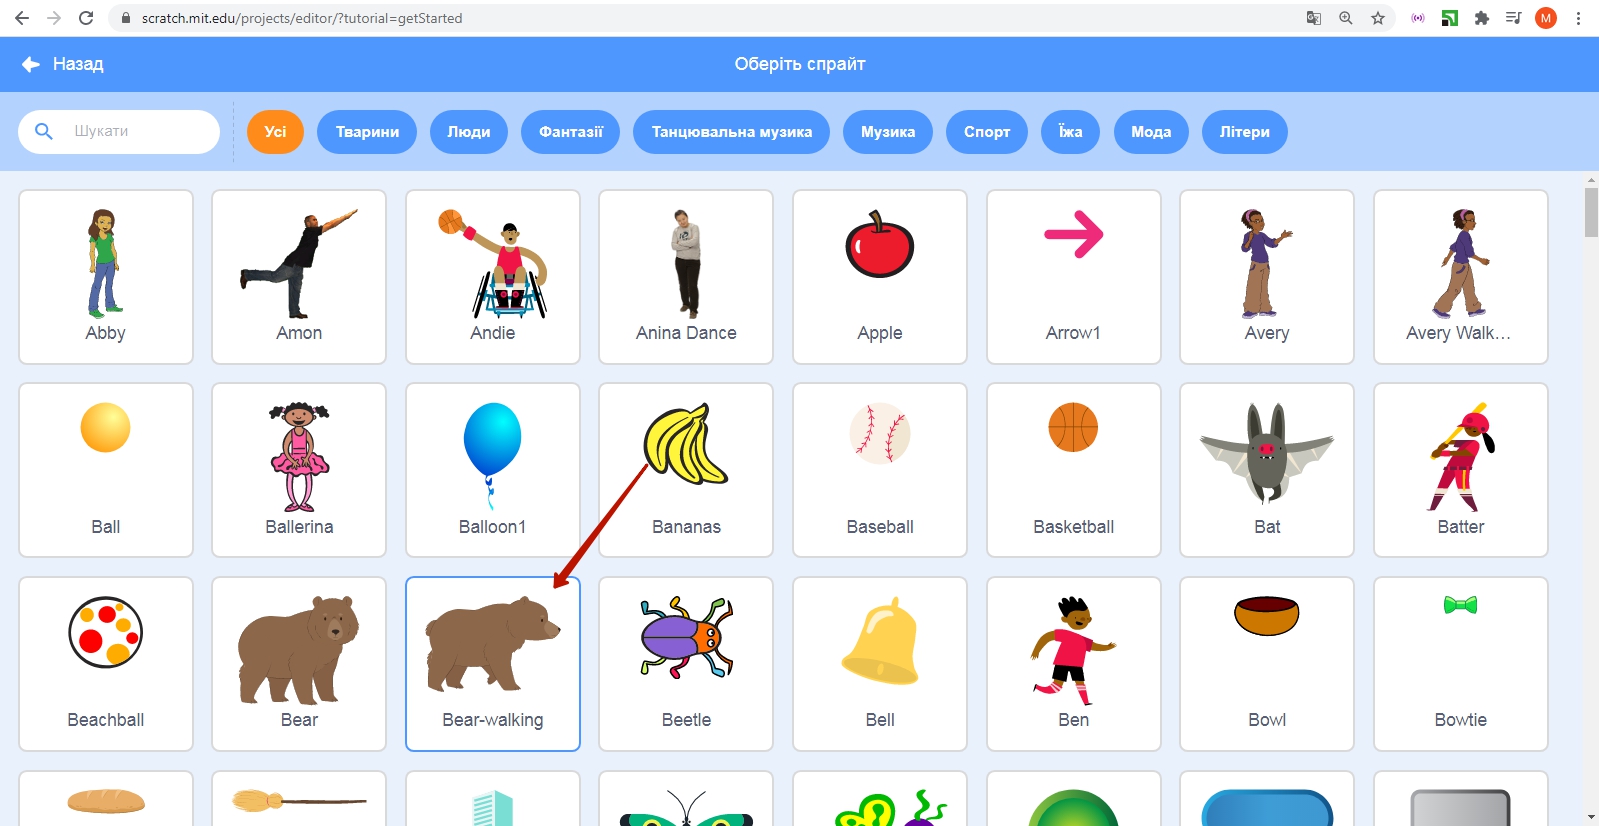 scratch.mit.edu/projects/editor/?tutorial=getStarted
M
Назад
Оберіть спрайт
Шукати
Усі
Тварини
Люди
Фантазії
Танцювальна музика
Музика
Спорт
Їжа
Мода
Літери
Abby
Amon
Andie
Anina Dance
Apple
Arrow1
Avery
Avery Walk...
Ball
Ballerina
Balloon1
Bananas
Baseball
Basketball
Bat
Batter
Beachball
Bear
Bear-walking
Beetle
Bell
Ben
Bowl
Bowtie